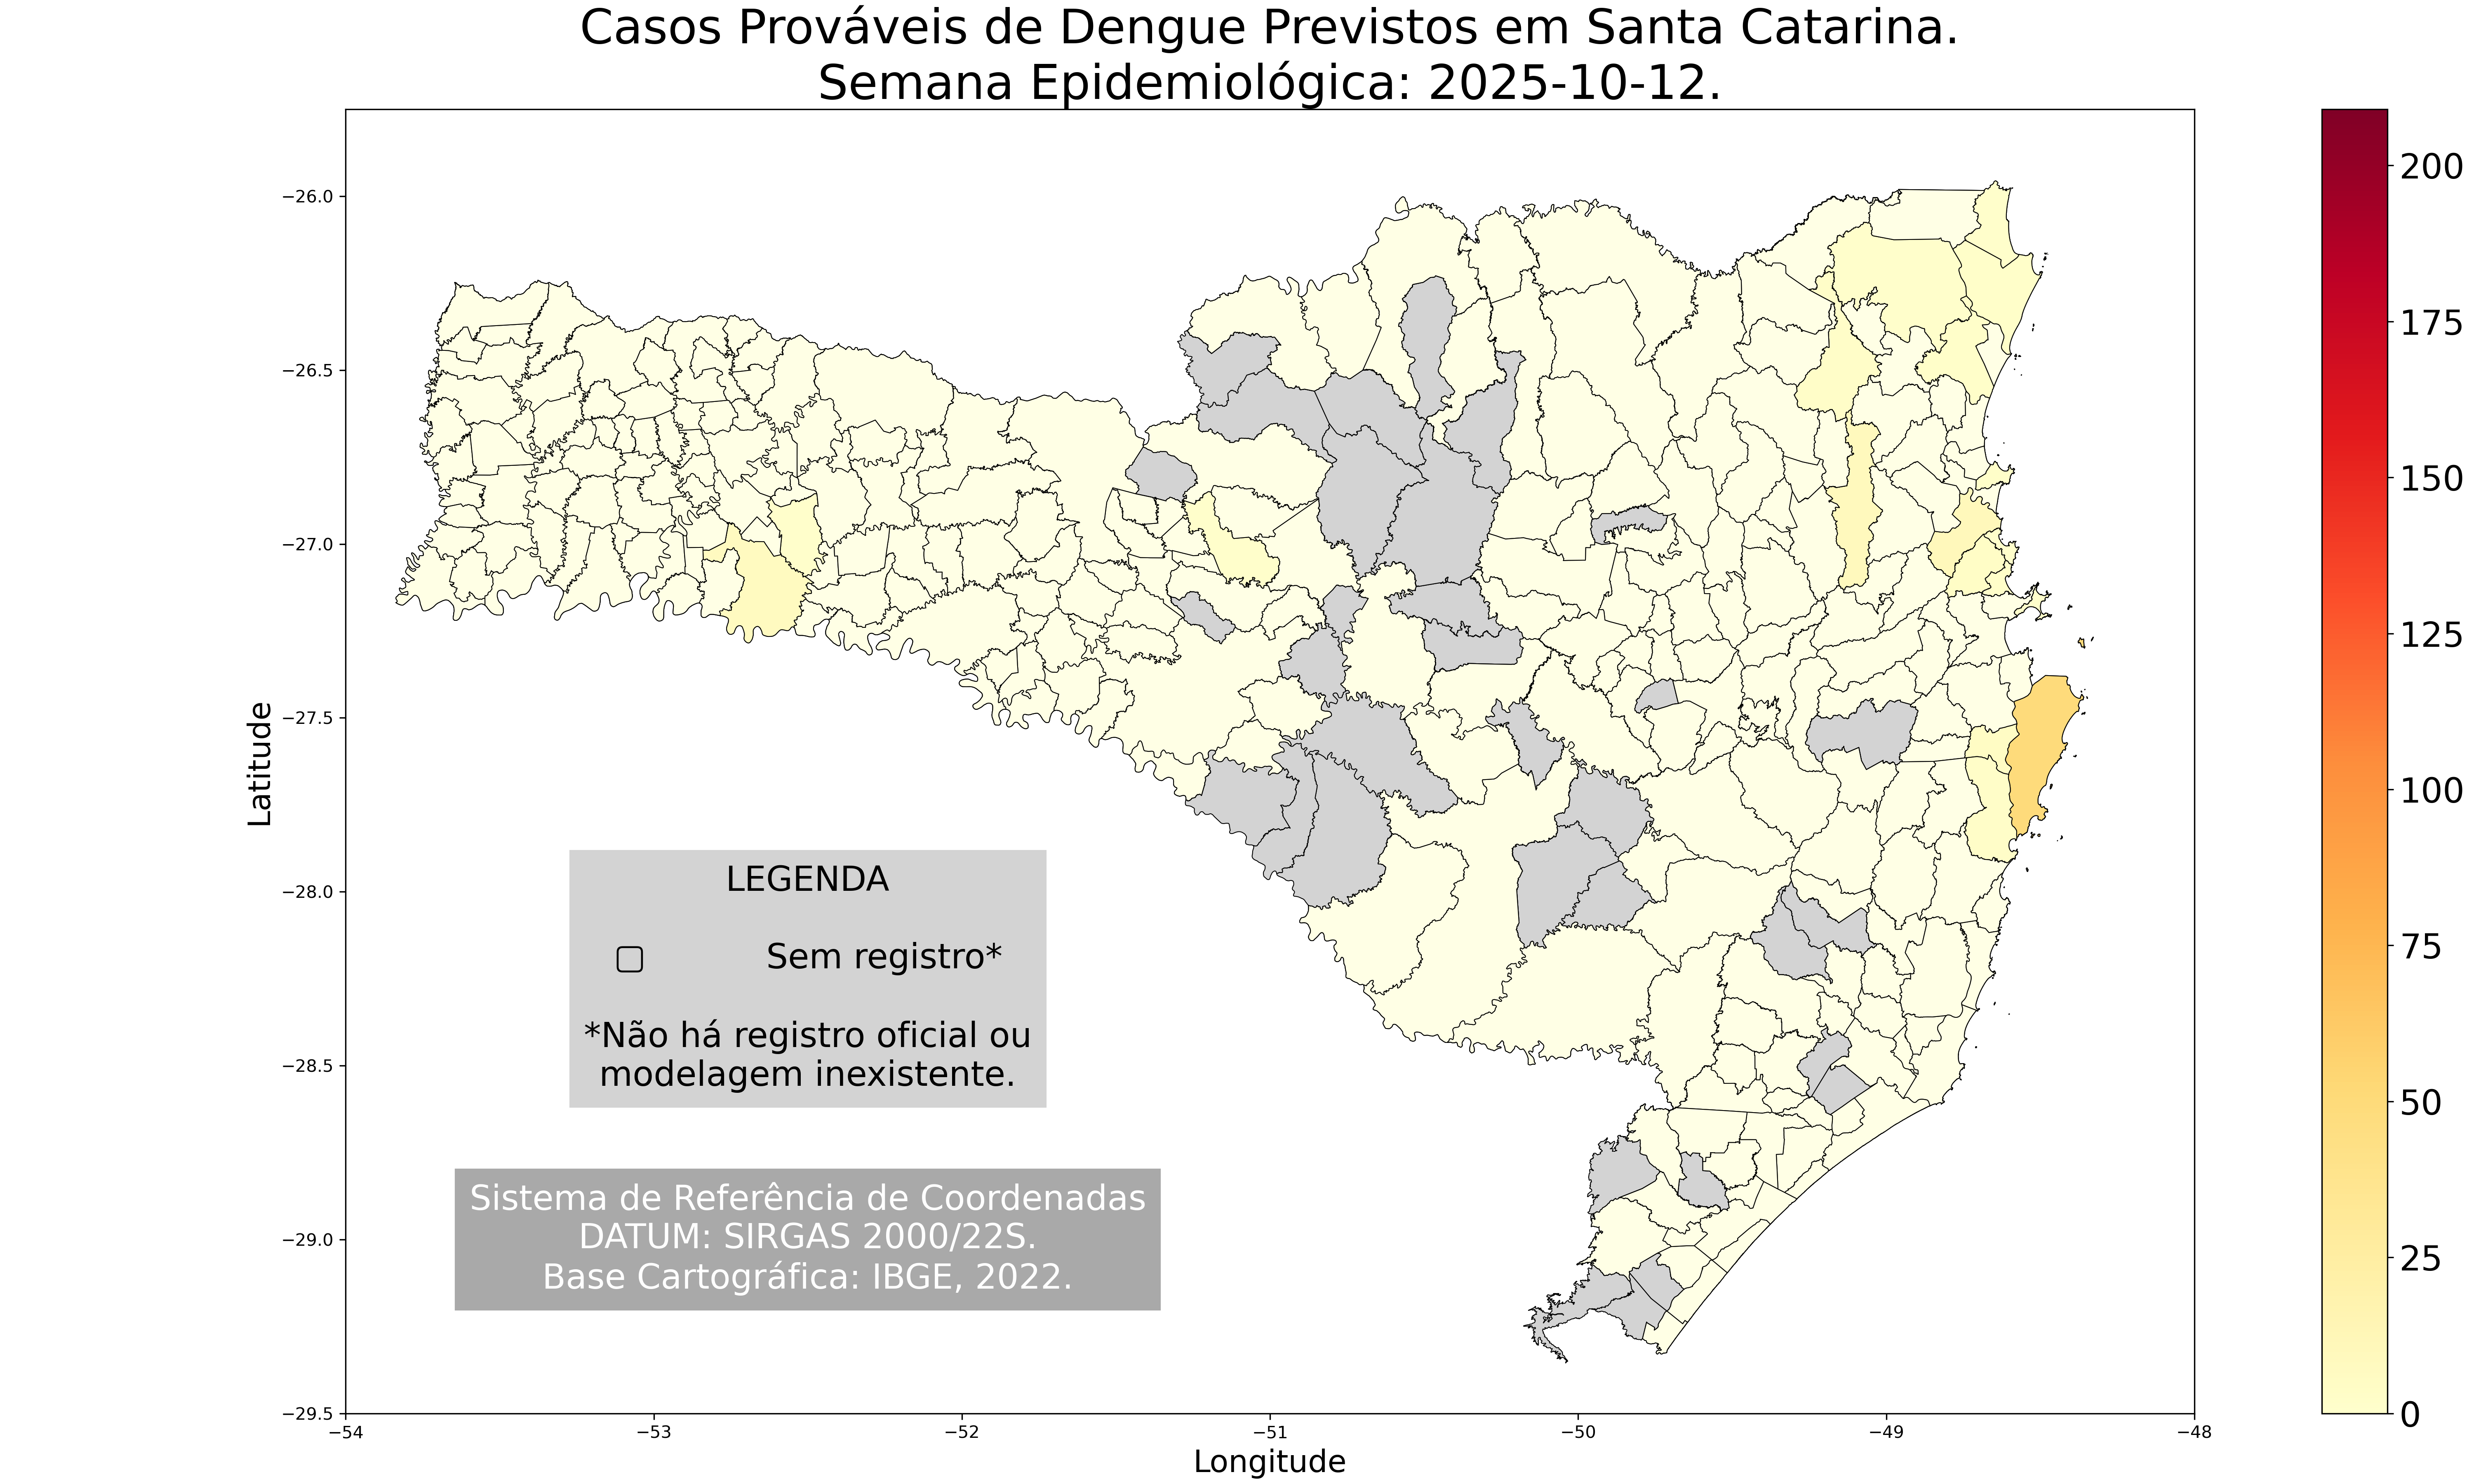 Casos Prováveis de Dengue Previstos em Santa Catarina.
Semana Epidemiológica: 2025-10-12.
200
175
150
125
100
75
50
25
0
−26.0
−26.5
−27.0
−27.5
−28.0
−28.5
−29.0
−29.5
Latitude
LEGENDA
Sem registro*
*Não há registro oficial ou
modelagem inexistente.
Sistema de Referência de Coordenadas
DATUM: SIRGAS 2000/22S.
Base Cartográfica: IBGE, 2022.
−54 −53 −52 −51 −50 −49 −48
Longitude